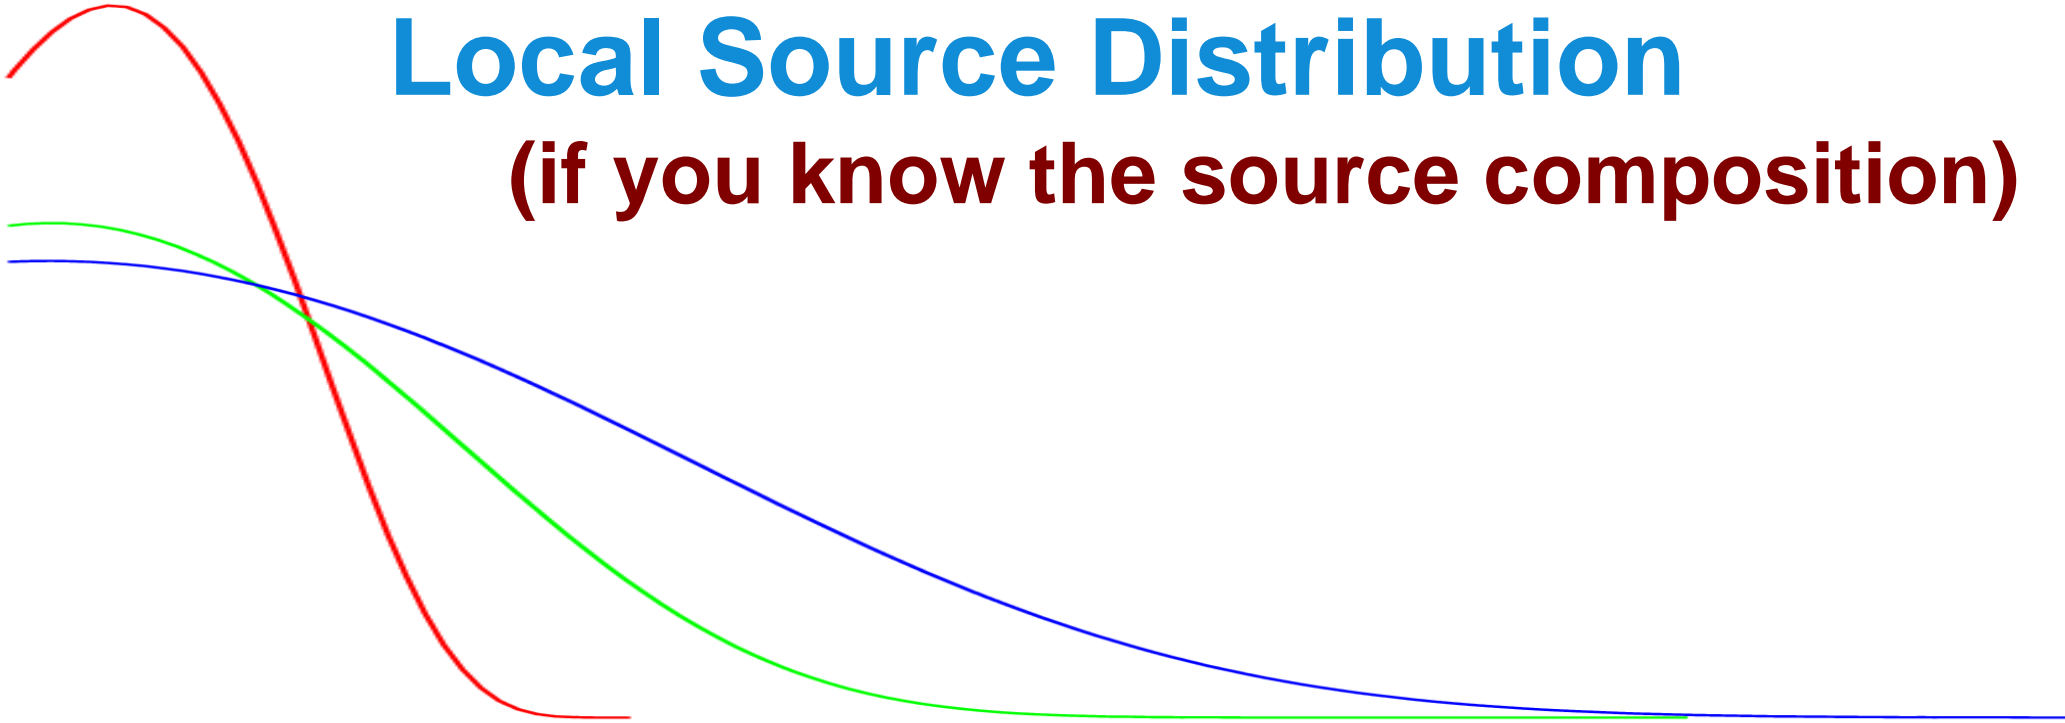 Local Source Distribution
(if you know the source composition)